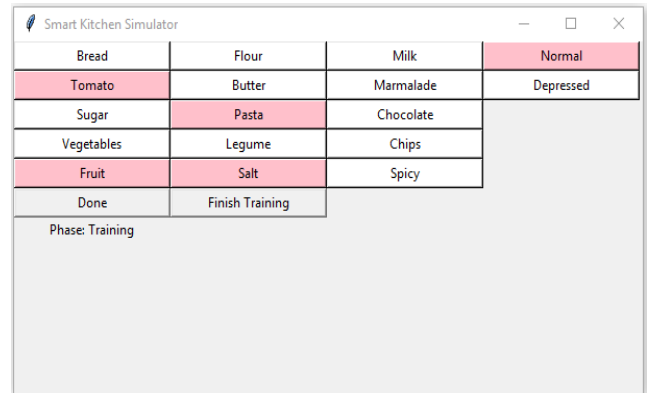 Smart Kitchen Simulator
Bread Flour Milk Normal
Tomato Butter Marmalade Depressed
Sugar Pasta Chocolate
Vegetables Legume Chips
Fruit Salt Spicy
Done Finish Training
Phase: Training